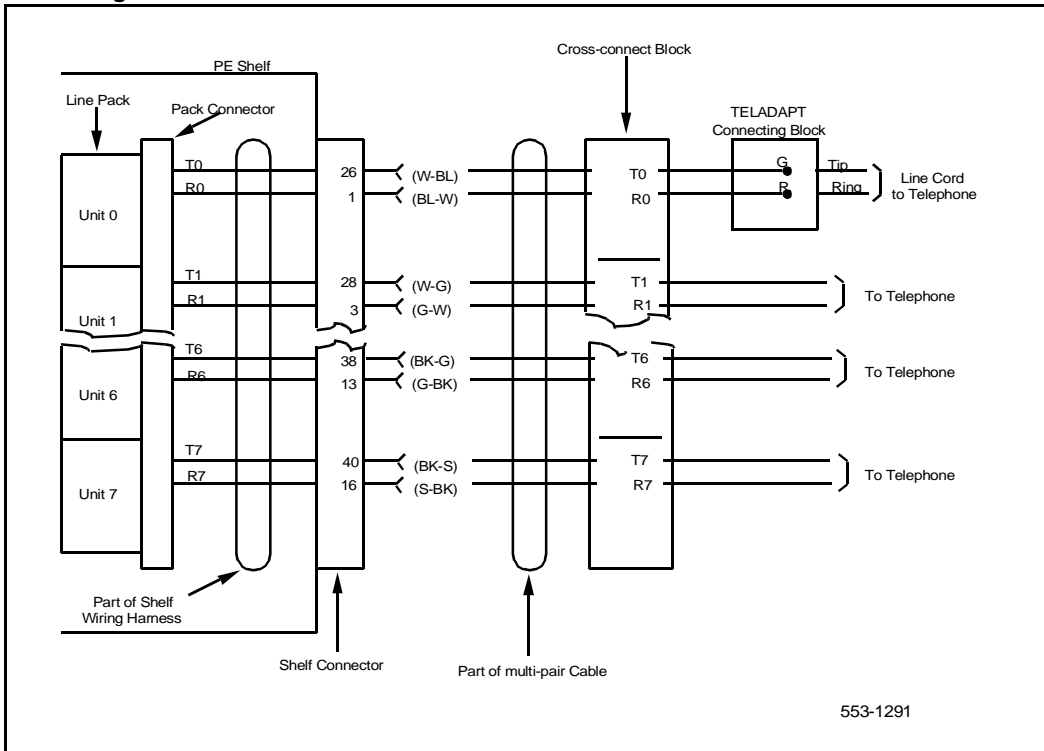 Cross-connect Block
PE Shelf
Line Pack
Pack Connector
TELADAPT
Connecting Block
T0
26
(W-BL)
T0
G
Tip
R0
1
(BL-W)
R0
R
Ring
Line Cord
to Telephone
Unit 0
T1
28
(W-G)
T1
R1
3
(G-W)
R1
To Telephone
Unit 1
T6
38
(BK-G)
T6
R6
13
(G-BK)
R6
To Telephone
Unit 6
T7
40
(BK-S)
T7
R7
16
(S-BK)
R7
To Telephone
Unit 7
Part of Shelf
Wiring Harness
Shelf Connector
Part of multi-pair Cable
553-1291